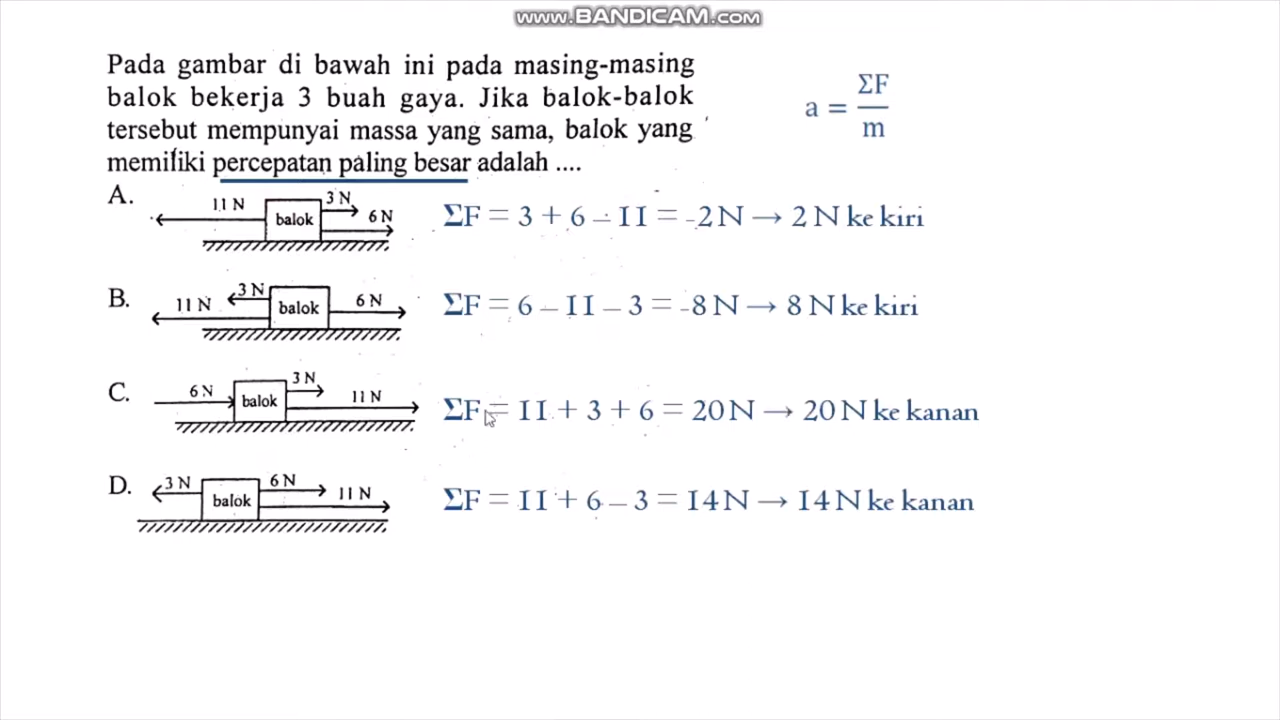 www.BANDICAM.com
Pada gambar di bawah ini pada masing-masing
balok bekerja 3 buah gaya. Jika balok-balok
tersebut mempunyai massa yang sama, balok yang
memiliki percepatan paling besar adalah ....
a = ΣF
m
A.
11 N
balok
3 N
6 N
ΣF = 3 + 6 – 11 = -2 N → 2 N ke kiri
B.
11 N
3 N
balok
6 N
ΣF = 6 – 11 – 3 = -8 N → 8 N ke kiri
C.
6 N
balok
3 N
11 N
ΣF = 11 + 3 + 6 = 20 N → 20 N ke kanan
D.
3 N
balok
6 N
11 N
ΣF = 11 + 6 – 3 = 14 N → 14 N ke kanan